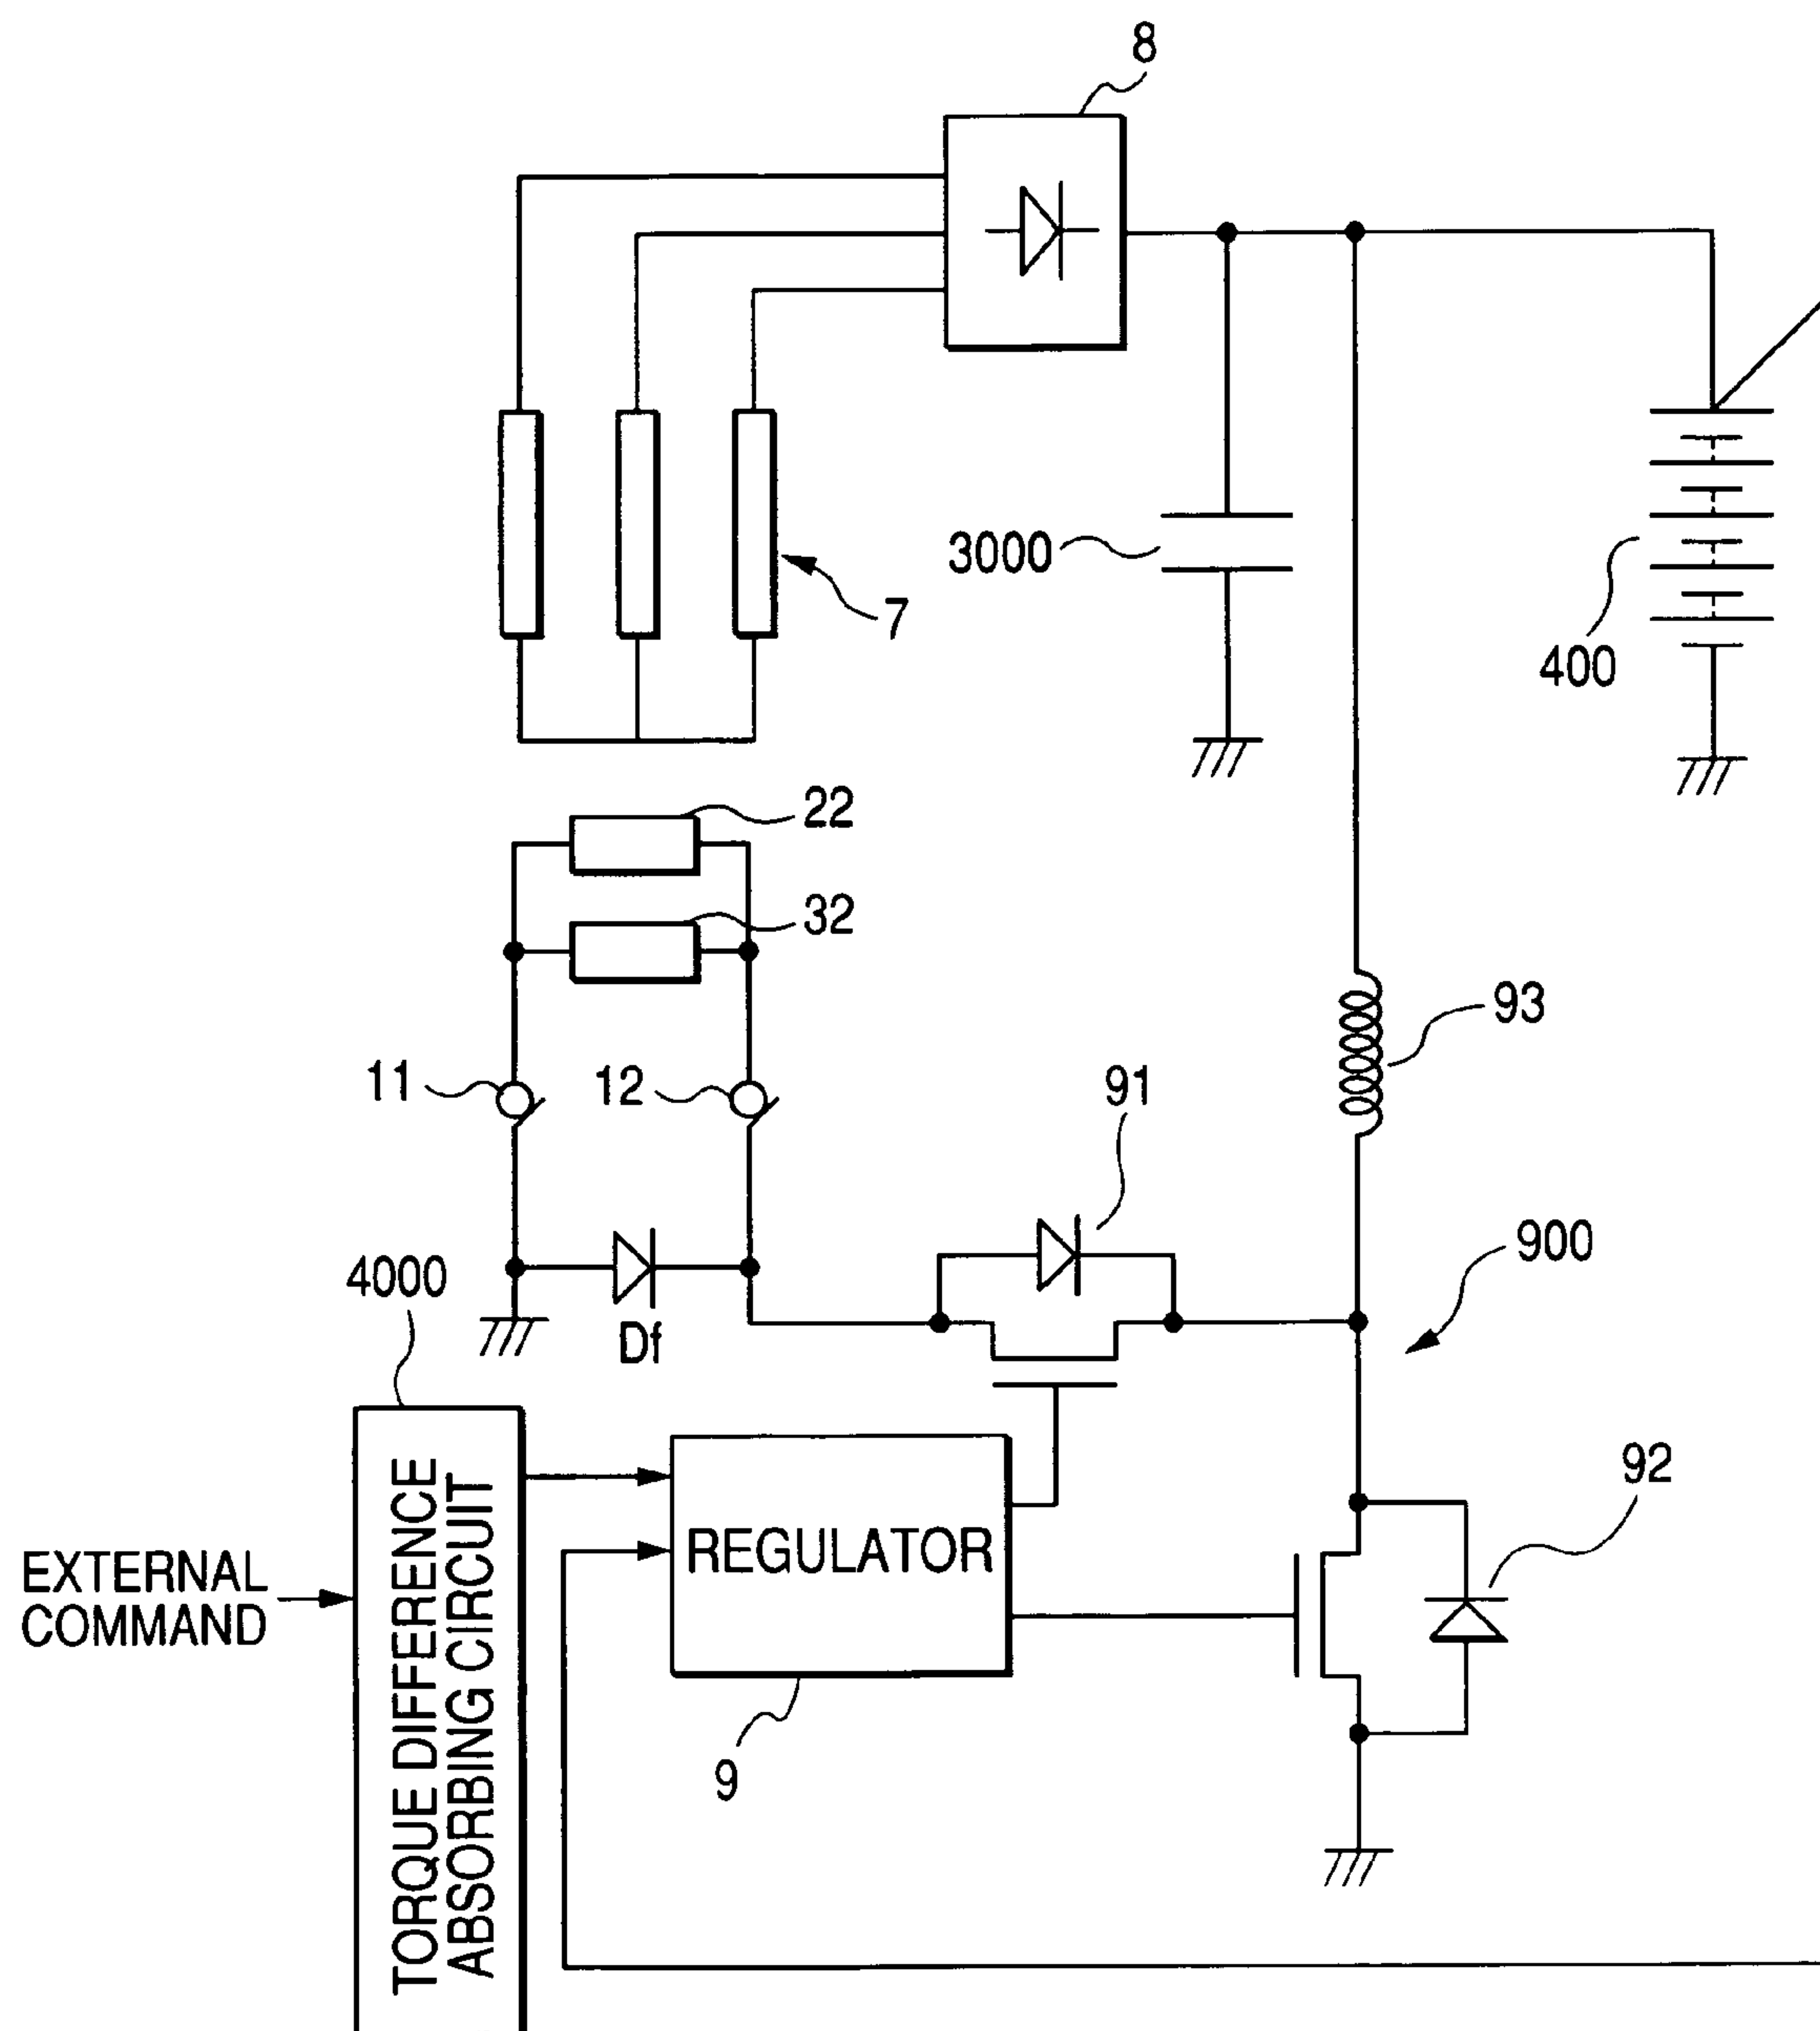 8
3000
7
400
22
32
93
11
12
91
900
4000
Df
92
REGULATOR
TORQUE DIFFERENCE
ABSORBING CIRCUIT
EXTERNAL
COMMAND
9